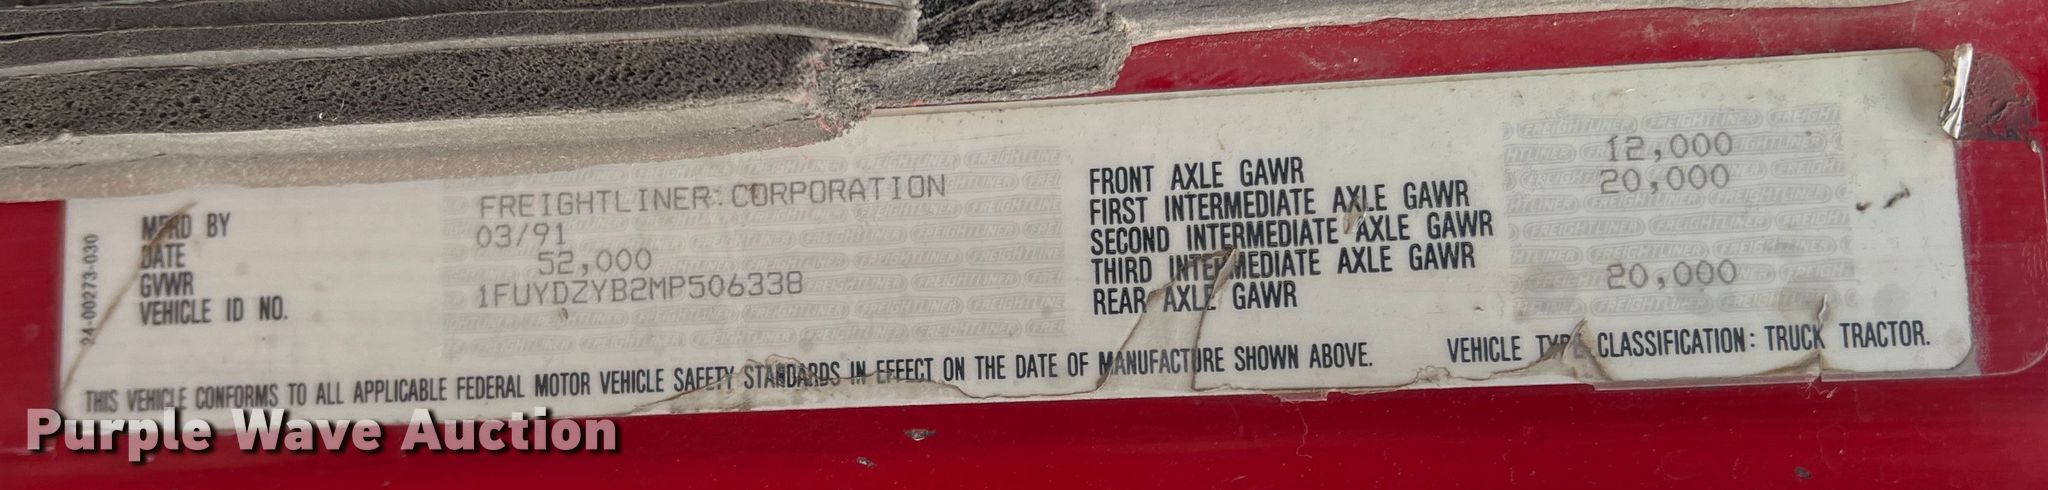 24-00273-030
MFRD BY FREIGHTLINER CORPORATION
DATE 03/91
GVWR 52,000
VEHICLE ID NO. 1FUYDZYB2MP506338
FRONT AXLE GAWR 12,000
FIRST INTERMEDIATE AXLE GAWR 20,000
SECOND INTERMEDIATE AXLE GAWR
THIRD INTERMEDIATE AXLE GAWR
REAR AXLE GAWR 20,000
THIS VEHICLE CONFORMS TO ALL APPLICABLE FEDERAL MOTOR VEHICLE SAFETY STANDARDS IN EFFECT ON THE DATE OF MANUFACTURE SHOWN ABOVE. VEHICLE TYPE CLASSIFICATION: TRUCK TRACTOR.
Purple Wave Auction